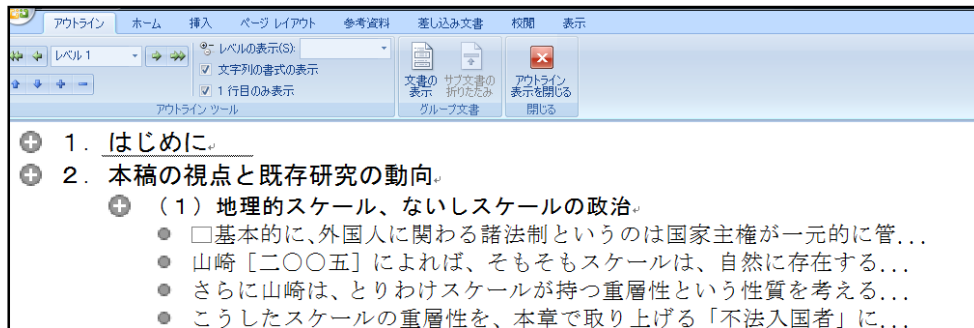 アウトライン ホーム 挿入 ページ レイアウト 参考資料 差し込み文書 校閲 表示
レベル 1 レベルの表示(S):
文字列の書式の表示
1 行目のみ表示
文書の表示 サブ文書の折りたたみ アウトライン表示を閉じる
アウトライン ツール グループ文書 閉じる
1. はじめに
2. 本稿の視点と既存研究の動向
(1)地理的スケール、ないしスケールの政治
□基本的に、外国人に関わる諸法制というのは国家主権が一元的に管...
山崎[二〇〇五]によれば、そもそもスケールは、自然に存在する...
さらに山崎は、とりわけスケールが持つ重層性という性質を考える...
こうしたスケールの重層性を、本章で取り上げる「不法入国者」に...